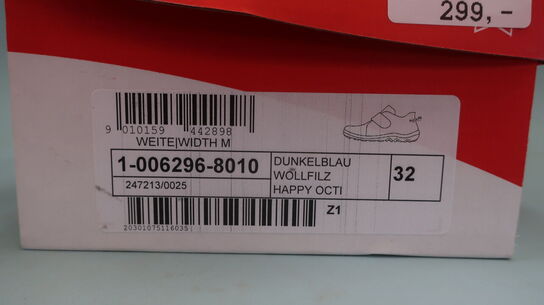 299,-
9 010159 442898
WEITE|WIDTH M
1-006296-8010
247213/0025
DUNKELBLAU
WOLLFILZ
HAPPY OCTI
32
Z1
20301075116035